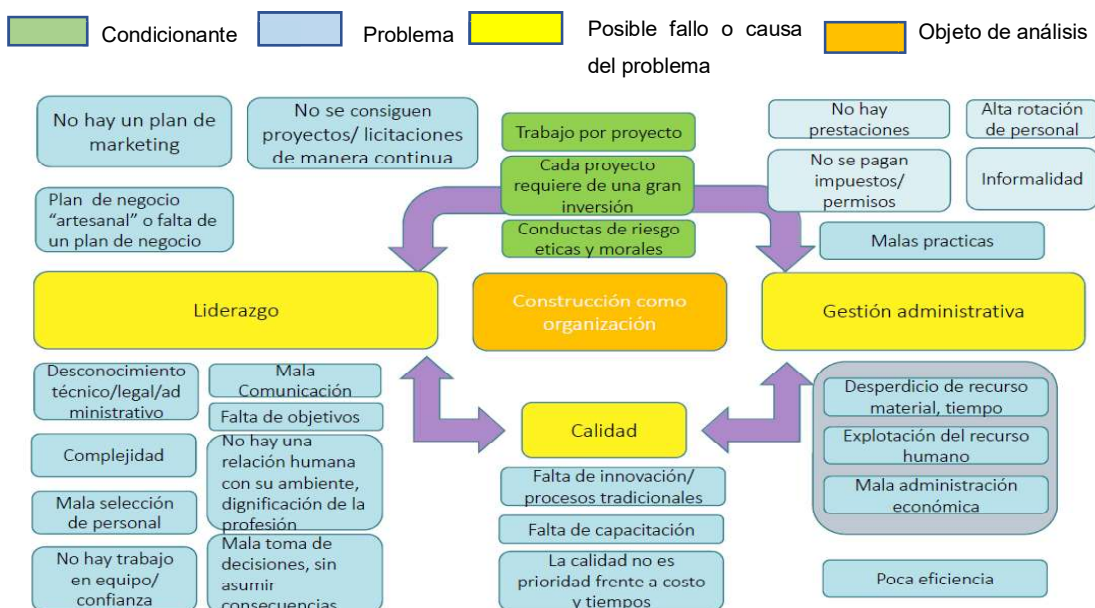 Condicionante
Problema
Posible fallo o causa
del problema
Objeto de análisis
No hay un plan de
marketing
No se consiguen
proyectos/ licitaciones
de manera continua
Trabajo por proyecto
No hay
prestaciones
Alta rotación
de personal
Cada proyecto
requiere de una gran
inversión
No se pagan
impuestos/
permisos
Informalidad
Plan de negocio
"artesanal" o falta de
un plan de negocio
Conductas de riesgo
eticas y morales
Malas practicas
Liderazgo
Construcción como
organización
Gestión administrativa
Desconocimiento
técnico/legal/ad
ministrativo
Mala
Comunicación
Falta de objetivos
Complejidad
No hay una
relación humana
con su ambiente,
dignificación de la
profesión
Mala selección
de personal
No hay trabajo
en equipo/
confianza
Mala toma de
decisiones, sin
asumir
consecuencias
Calidad
Falta de innovación/
procesos tradicionales
Falta de capacitación
La calidad no es
prioridad frente a costo
y tiempos
Desperdicio de recurso
material, tiempo
Explotación del recurso
humano
Mala administración
económica
Poca eficiencia